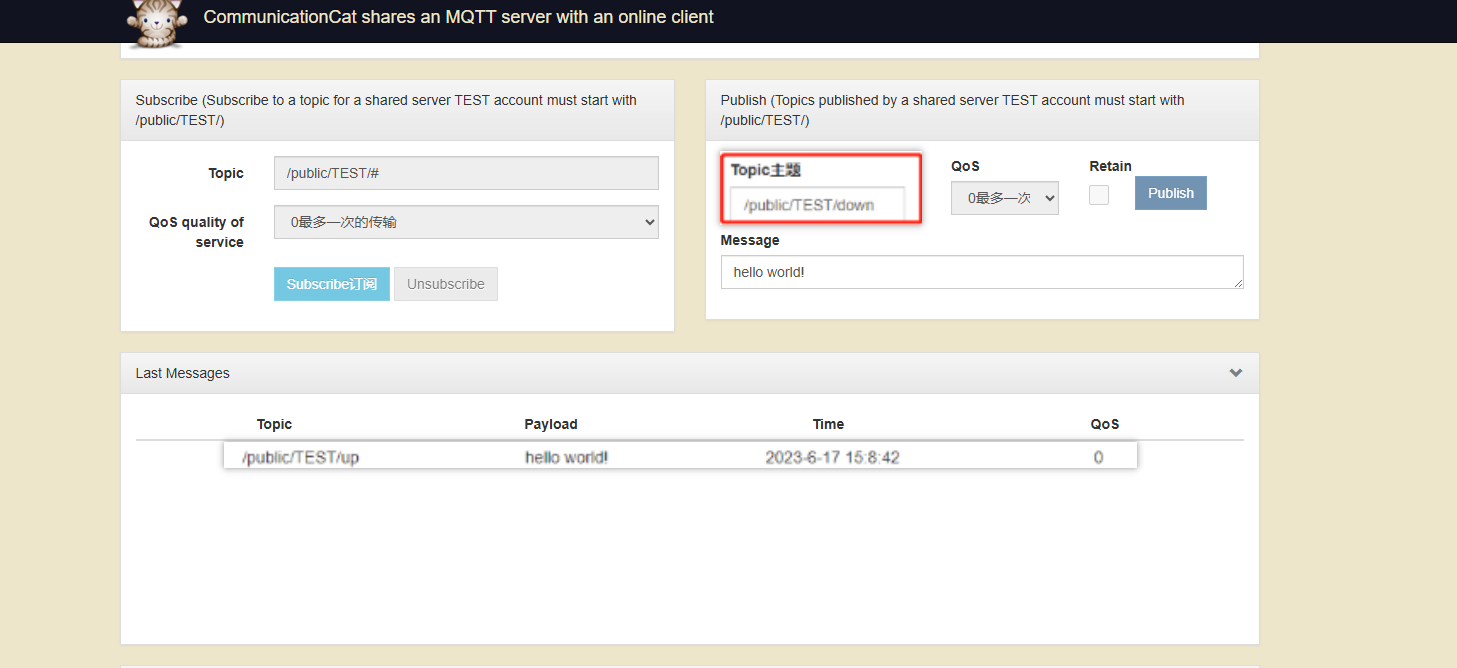 CommunicationCat shares an MQTT server with an online client
Subscribe (Subscribe to a topic for a shared server TEST account must start with
/public/TEST/)
Topic
/public/TEST/#
QoS quality of
service
0最多一次的传输
Subscribe订阅
Unsubscribe
Publish (Topics published by a shared server TEST account must start with
/public/TEST/)
Topic主题
/public/TEST/down
QoS
0最多一次
Retain
Publish
Message
hello world!
Last Messages
Topic Payload Time QoS
/public/TEST/up hello world! 2023-6-17 15:8:42 0